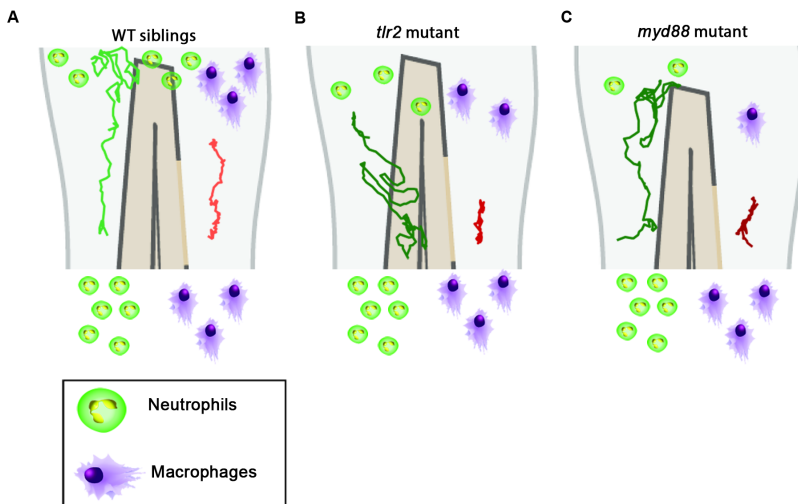 A
WT siblings
B
tlr2 mutant
C
myd88 mutant
Neutrophils
Macrophages